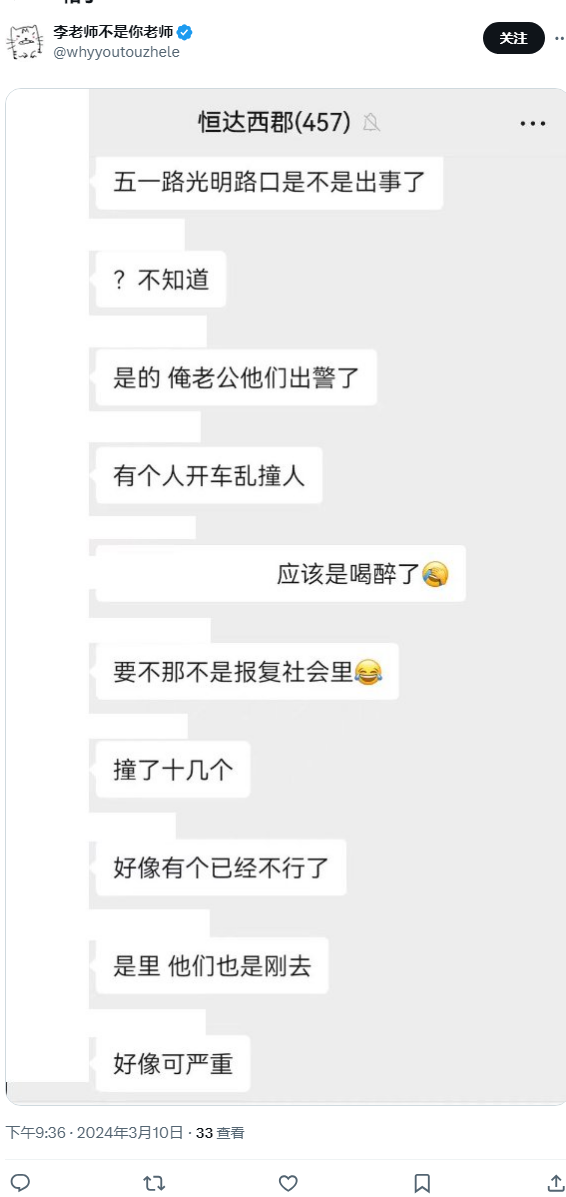 李老师不是你老师
@whyyoutouzhele
关注
恒达西郡(457)
五一路光明路口是不是出事了
？不知道
是的 俺老公他们出警了
有个人开车乱撞人
应该是喝醉了🤣
要不那不是报复社会里😂
撞了十几个
好像有个已经不行了
是里 他们也是刚去
好像可严重
下午9:36 · 2024年3月10日 · 33 查看